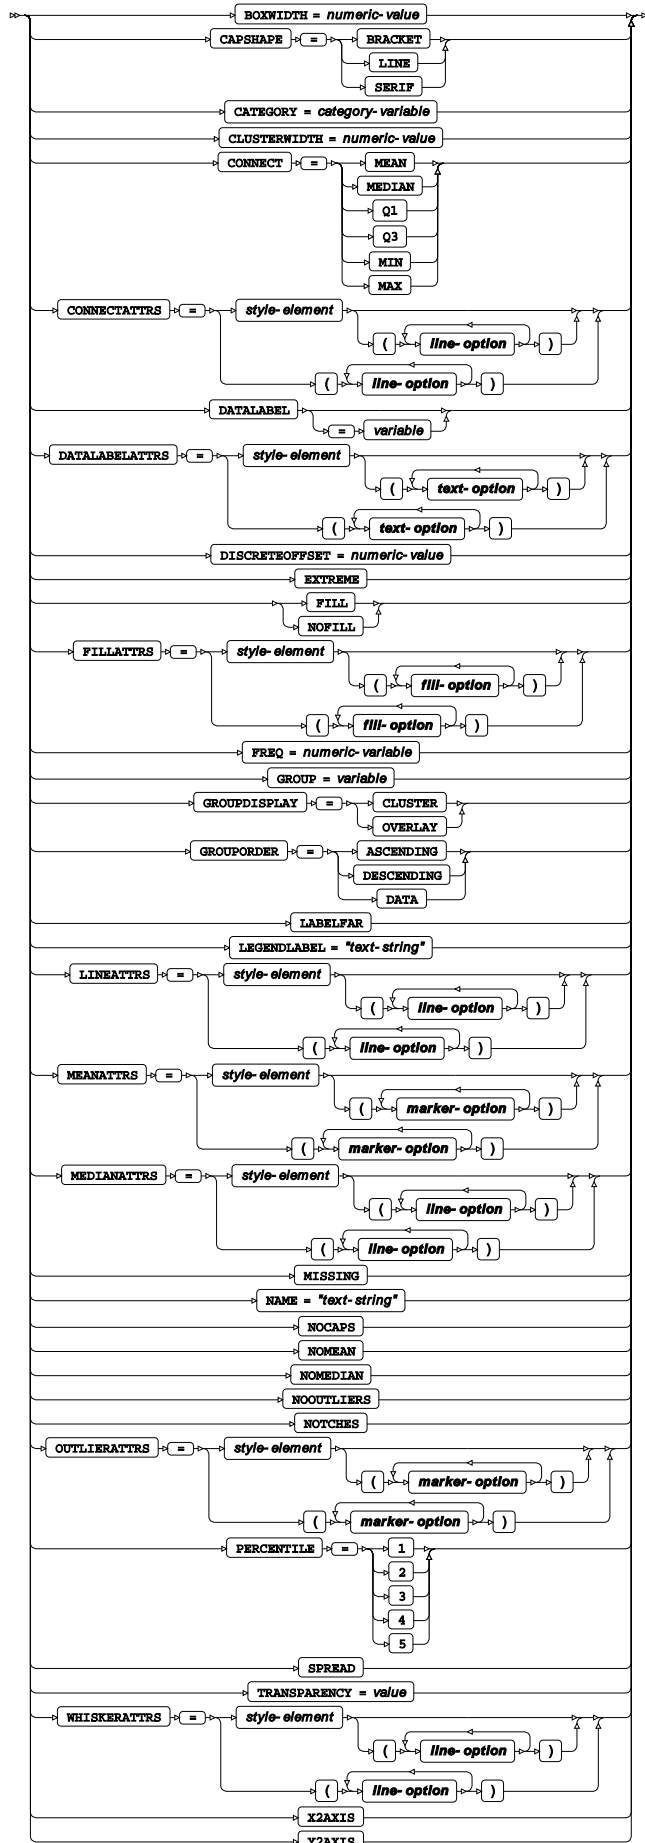 BOXWIDTH = numeric-value
CAPSHAPE = BRACKET
LINE
SERIF
CATEGORY = category-variable
CLUSTERWIDTH = numeric-value
CONNECT = MEAN
MEDIAN
Q1
Q3
MIN
MAX
CONNECTATTRS = style-element
( line-option )
( line-option )
DATALABEL
= variable
DATALABELATTRS = style-element
( text-option )
( text-option )
DISCRETEOFFSET = numeric-value
EXTREME
FILL
NOFILL
FILLATTRS = style-element
( fill-option )
( fill-option )
FREQ = numeric-variable
GROUP = variable
GROUPDISPLAY = CLUSTER
OVERLAY
GROUPORDER = ASCENDING
DESCENDING
DATA
LABELFAR
LEGENDLABEL = "text-string"
LINEATTRS = style-element
( line-option )
( line-option )
MEANATTRS = style-element
( marker-option )
( marker-option )
MEDIANATTRS = style-element
( line-option )
( line-option )
MISSING
NAME = "text-string"
NOCAPS
NOMEAN
NOMEDIAN
NOOUTLIERS
NOTCHES
OUTLIERATTRS = style-element
( marker-option )
( marker-option )
PERCENTILE = 1
2
3
4
5
SPREAD
TRANSPARENCY = value
WHISKERATTRS = style-element
( line-option )
( line-option )
X2AXIS
Y2AXIS